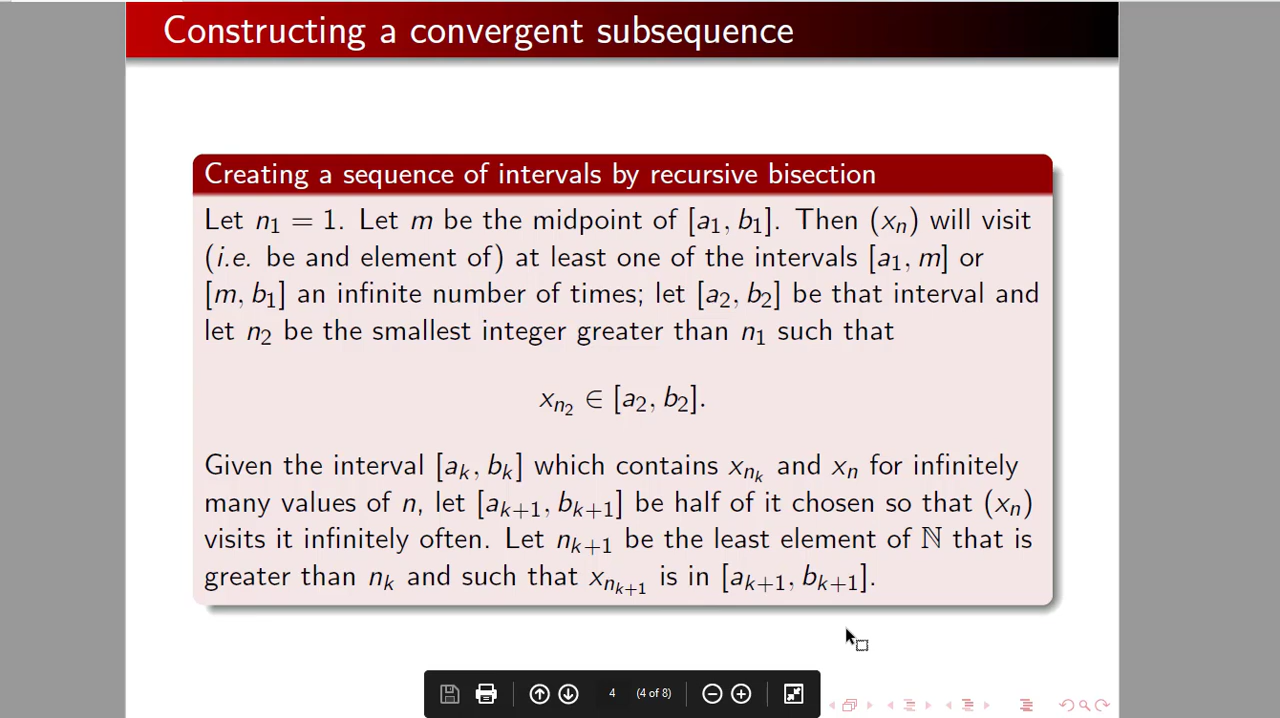 Constructing a convergent subsequence
Creating a sequence of intervals by recursive bisection
Let n₁ = 1. Let m be the midpoint of [a₁, b₁]. Then (xₙ) will visit
(i.e. be and element of) at least one of the intervals [a₁, m] or
[m, b₁] an infinite number of times; let [a₂, b₂] be that interval and
let n₂ be the smallest integer greater than n₁ such that
x_{n₂} ∈ [a₂, b₂].
Given the interval [aₖ, bₖ] which contains x_{nₖ} and xₙ for infinitely
many values of n, let [aₖ₊₁, bₖ₊₁] be half of it chosen so that (xₙ)
visits it infinitely often. Let nₖ₊₁ be the least element of ℕ that is
greater than nₖ and such that x_{nₖ₊₁} is in [aₖ₊₁, bₖ₊₁].
4 (4 of 8)